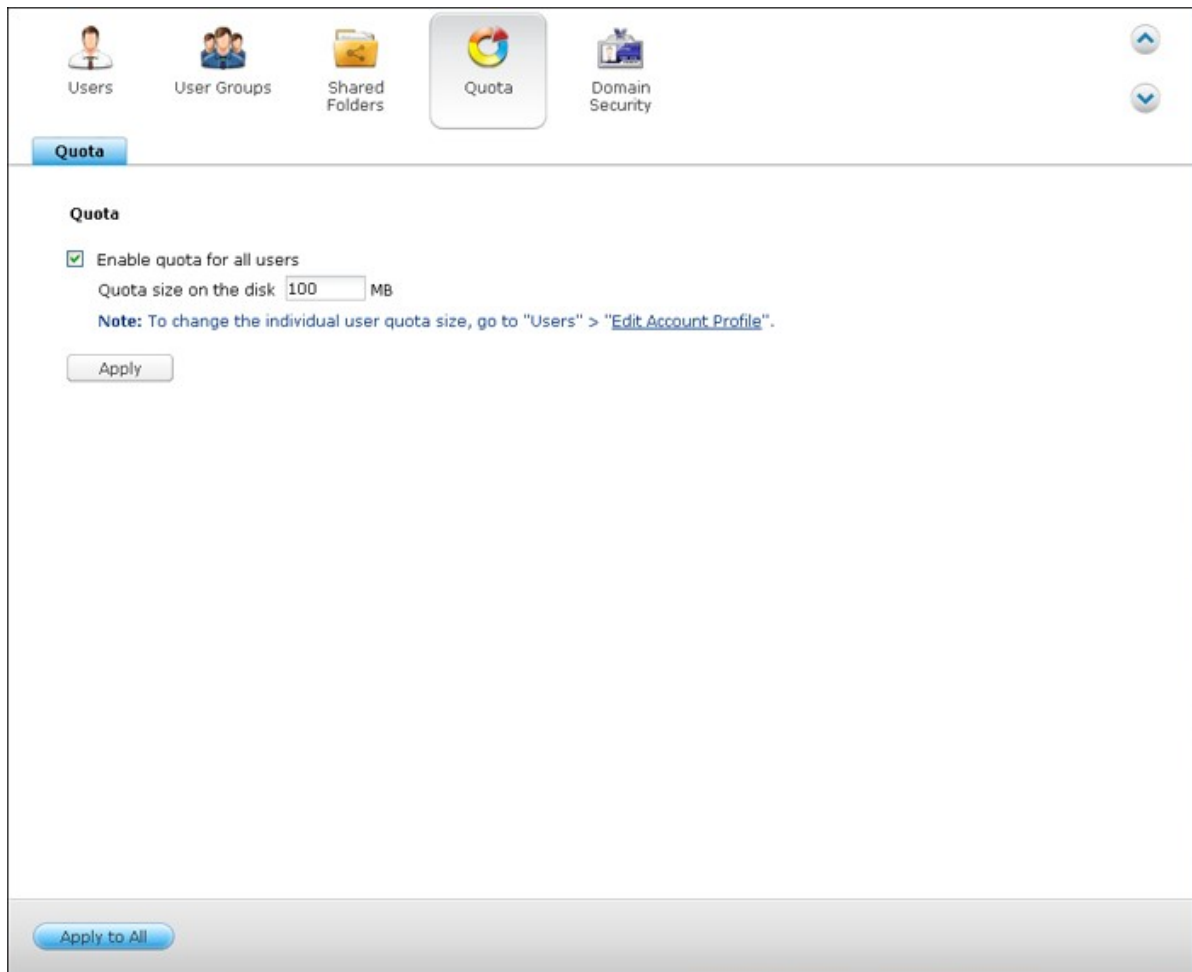 Users
User Groups
Shared
Folders
Quota
Domain
Security
Quota
Quota
Enable quota for all users
Quota size on the disk 100 MB
Note: To change the individual user quota size, go to "Users" > "Edit Account Profile".
Apply
Apply to All